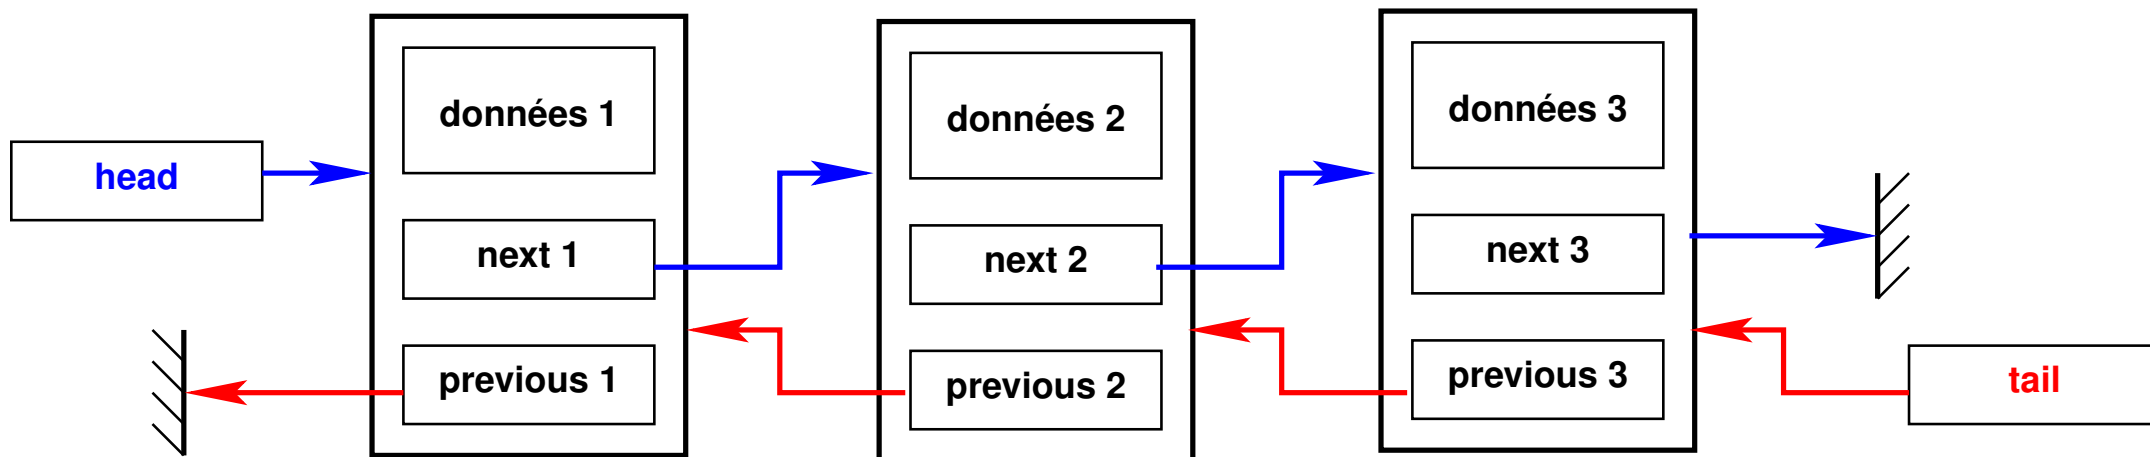 head
données 1
next 1
previous 1
données 2
next 2
previous 2
données 3
next 3
previous 3
tail